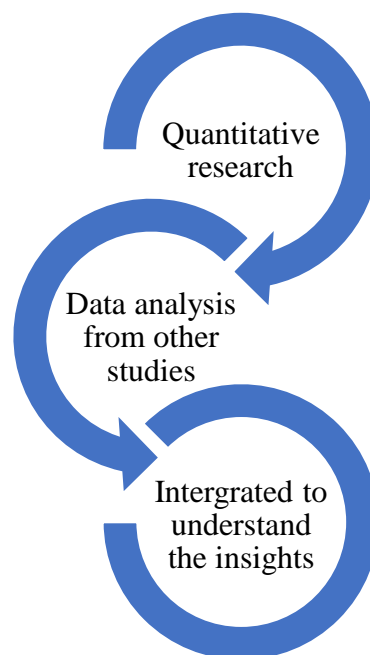 Quantitative
research
Data analysis
from other
studies
Intergrated to
understand
the insights